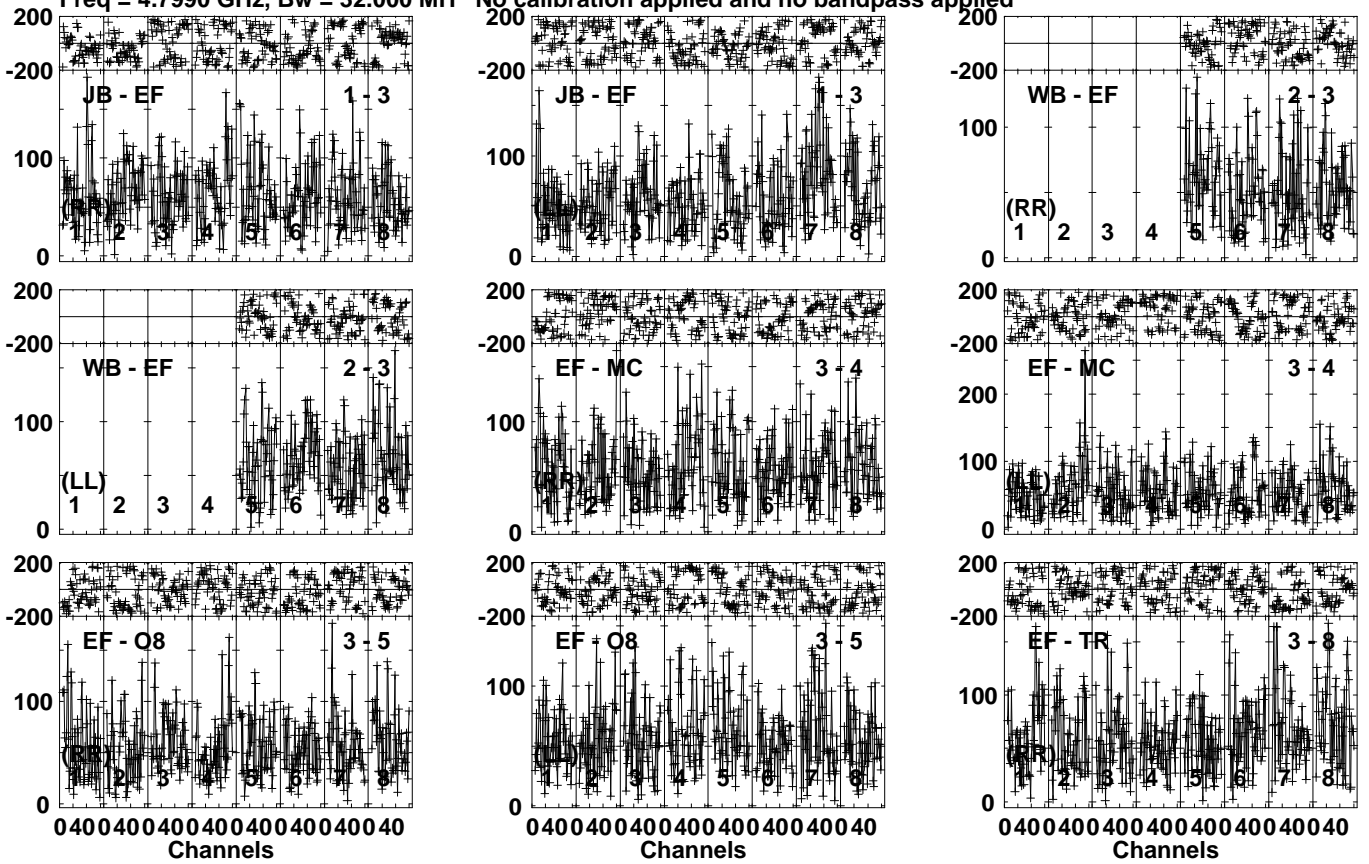 Freq = 4.7990 GHz, Bw = 32.000 MH No calibration applied and no bandpass applied
200 200 200
-200 -200 -200
JB - EF 1 - 3 JB - EF 1 - 3 WB - EF 2 - 3
100 100 100
(RR) (LL) (RR)
1 2 3 4 5 6 7 8 1 2 3 4 5 6 7 8 1 2 3 4 5 6 7 8
0 0 0
200 200 200
-200 -200 -200
WB - EF 2 - 3 EF - MC 3 - 4 EF - MC 3 - 4
200
100 100 100
(LL) (RR) (LL)
1 2 3 4 5 6 7 8 1 2 3 4 5 6 7 8 1 2 3 4 5 6 7 8
0 0 0
200 200 200
-200 -200 -200
EF - O8 3 - 5 EF - O8 3 - 5 EF - TR 3 - 8
100 100 100
(RR) (LL) (RR)
1 2 3 4 5 6 7 8 1 2 3 4 5 6 7 8 1 2 3 4 5 6 7 8
0 0 0
0 40 0 40 0 40 0 40 0 40 0 40 0 40 0 40 0 40 0 40 0 40 0 40 0 40 0 40 0 40 0 40 0 40 0 40 0 40 0 40 0 40 0 40 0 40 0 40
Channels Channels Channels